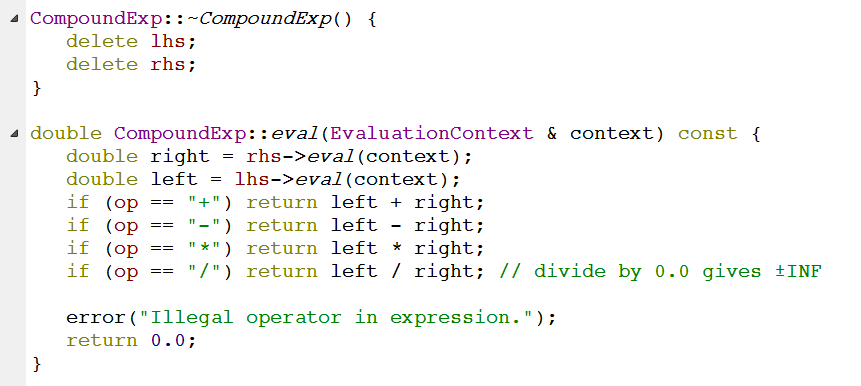 CompoundExp::~CompoundExp() {
   delete lhs;
   delete rhs;
}

double CompoundExp::eval(EvaluationContext & context) const {
   double right = rhs->eval(context);
   double left = lhs->eval(context);
   if (op == "+") return left + right;
   if (op == "-") return left - right;
   if (op == "*") return left * right;
   if (op == "/") return left / right; // divide by 0.0 gives ±INF

   error("Illegal operator in expression.");
   return 0.0;
}